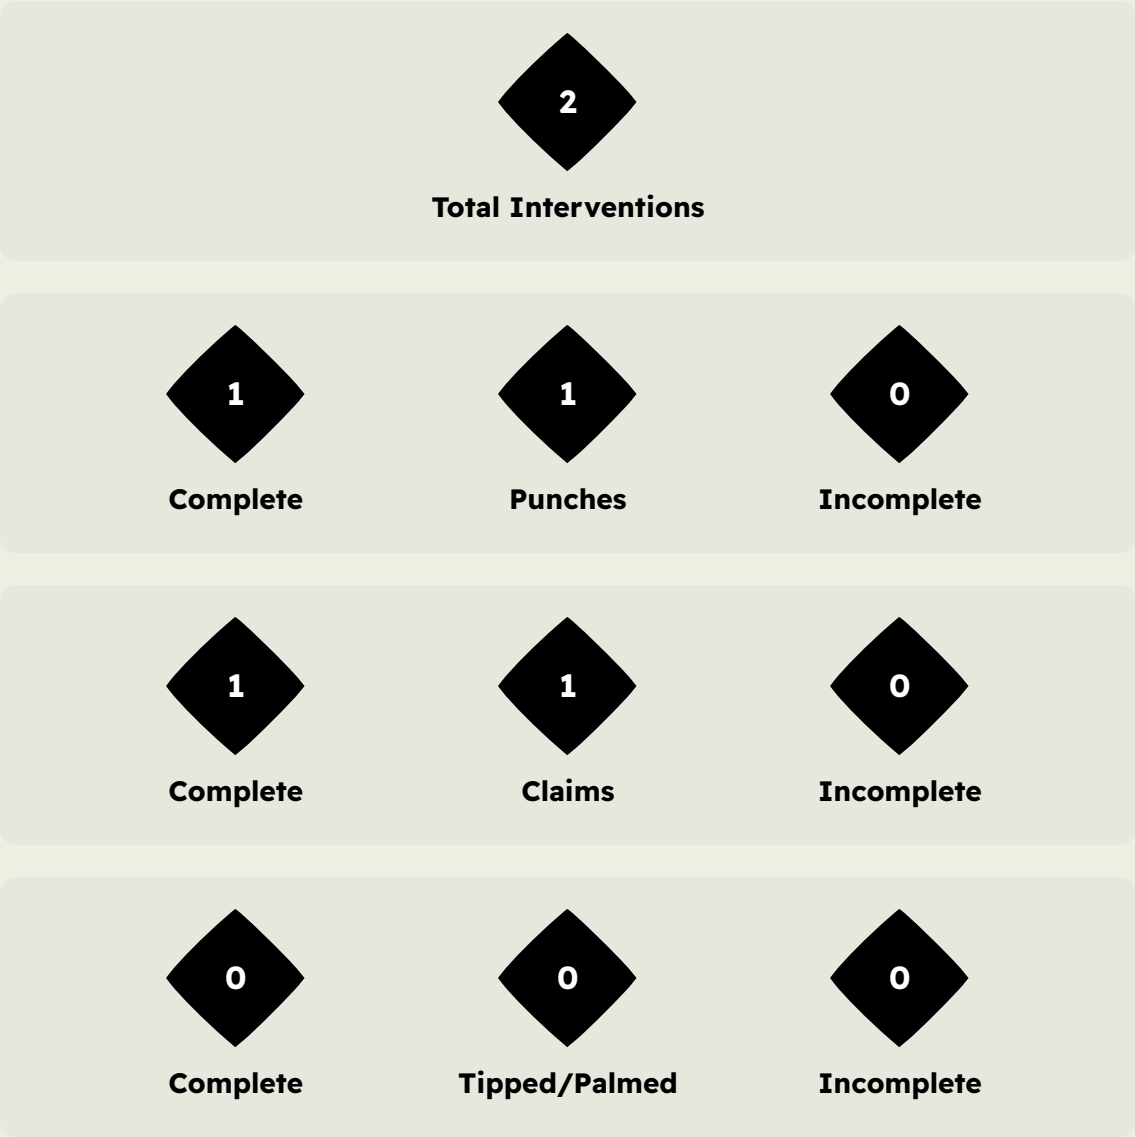 2
Total Interventions
1 1 0
Complete Punches Incomplete
1 1 0
Complete Claims Incomplete
0 0 0
Complete Tipped/Palmed Incomplete